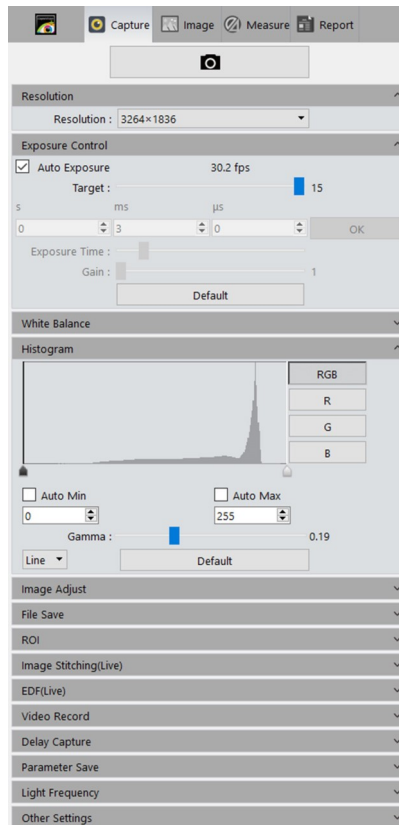 Capture Image Measure Report
Resolution
Resolution : 3264×1836
Exposure Control
Auto Exposure 30.2 fps
Target : 15
s ms µs
0 3 0 OK
Exposure Time :
Gain : 1
Default
White Balance
Histogram
RGB
R
G
B
Auto Min Auto Max
0 255
Gamma : 0.19
Line Default
Image Adjust
File Save
ROI
Image Stitching(Live)
EDF(Live)
Video Record
Delay Capture
Parameter Save
Light Frequency
Other Settings